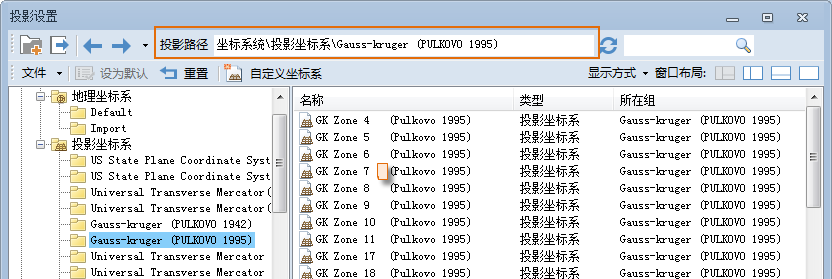 投影设置
投影路径 坐标系统\投影坐标系\Gauss-kruger (PULKOVO 1995)
文件 设为默认 重置 自定义坐标系 显示方式 窗口布局:
地理坐标系
Default
Import
投影坐标系
US State Plane Coordinate Syst
US State Plane Coordinate Syst
Universal Transverse Mercator(
Universal Transverse Mercator(
Gauss-kruger (PULKOVO 1942)
Gauss-kruger (PULKOVO 1995)
Universal Transverse Mercator
Universal Transverse Mercator
名称 类型 所在组
GK Zone 4 (Pulkovo 1995) 投影坐标系 Gauss-kruger (PULKOVO 1995)
GK Zone 5 (Pulkovo 1995) 投影坐标系 Gauss-kruger (PULKOVO 1995)
GK Zone 6 (Pulkovo 1995) 投影坐标系 Gauss-kruger (PULKOVO 1995)
GK Zone 7 (Pulkovo 1995) 投影坐标系 Gauss-kruger (PULKOVO 1995)
GK Zone 8 (Pulkovo 1995) 投影坐标系 Gauss-kruger (PULKOVO 1995)
GK Zone 9 (Pulkovo 1995) 投影坐标系 Gauss-kruger (PULKOVO 1995)
GK Zone 10 (Pulkovo 1995) 投影坐标系 Gauss-kruger (PULKOVO 1995)
GK Zone 11 (Pulkovo 1995) 投影坐标系 Gauss-kruger (PULKOVO 1995)
GK Zone 17 (Pulkovo 1995) 投影坐标系 Gauss-kruger (PULKOVO 1995)
GK Zone 18 (Pulkovo 1995) 投影坐标系 Gauss-kruger (PULKOVO 1995)